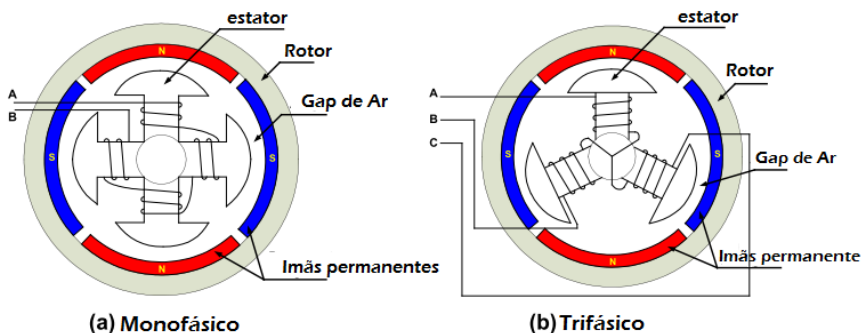 estator
Rotor
N
A
B
Gap de Ar
S
S
N
Imãs permanentes
(a) Monofásico
estator
Rotor
N
A
B
C
S
S
Gap de Ar
N
Imãs permanente
(b) Trifásico